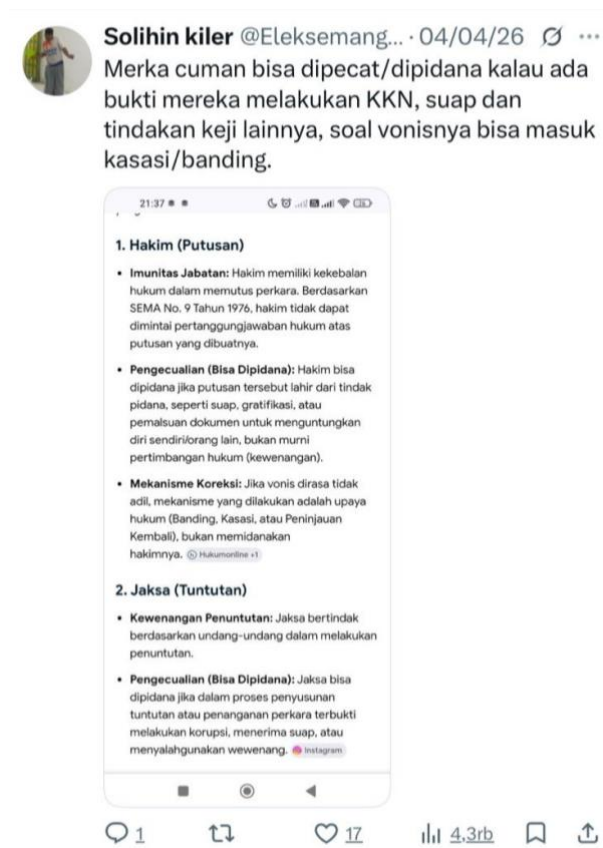 Solihin kiler @Eleksemang... · 04/04/26
Merka cuman bisa dipecat/dipidana kalau ada
bukti mereka melakukan KKN, suap dan
tindakan keji lainnya, soal vonisnya bisa masuk
kasasi/banding.
21:37
1. Hakim (Putusan)
• Imunitas Jabatan: Hakim memiliki kekebalan
hukum dalam memutus perkara. Berdasarkan
SEMA No. 9 Tahun 1976, hakim tidak dapat
dimintai pertanggungjawaban hukum atas
putusan yang dibuatnya.
• Pengecualian (Bisa Dipidana): Hakim bisa
dipidana jika putusan tersebut lahir dari tindak
pidana, seperti suap, gratifikasi, atau
pemalsuan dokumen untuk menguntungkan
diri sendiri/orang lain, bukan murni
pertimbangan hukum (kewenangan).
• Mekanisme Koreksi: Jika vonis dirasa tidak
adil, mekanisme yang dilakukan adalah upaya
hukum (Banding, Kasasi, atau Peninjauan
Kembali), bukan memidanakan
hakimnya. Hukumonline +1
2. Jaksa (Tuntutan)
• Kewenangan Penuntutan: Jaksa bertindak
berdasarkan undang-undang dalam melakukan
penuntutan.
• Pengecualian (Bisa Dipidana): Jaksa bisa
dipidana jika dalam proses penyusunan
tuntutan atau penanganan perkara terbukti
melakukan korupsi, menerima suap, atau
menyalahgunakan wewenang. Instagram
1 17 4,3rb